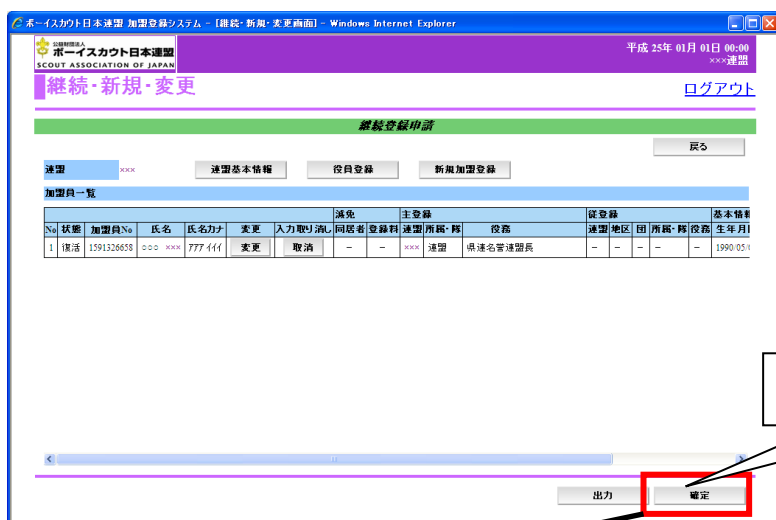 ボーイスカウト日本連盟 加盟登録システム - [継続・新規・変更画面] - Windows Internet Explorer
公益財団法人
ボーイスカウト日本連盟
SCOUT ASSOCIATION OF JAPAN
平成 25年 01月 01日 00:00
×××連盟
継続・新規・変更
ログアウト
継続登録申請
戻る
連盟 ××× 連盟基本情報 役員登録 新規加盟登録
加盟員一覧
減免 主登録 従登録 基本情報
No 状態 加盟員No 氏名 氏名カナ 変更 入力取り消し 同居者 登録料 連盟 所属・隊 役務 連盟 地区 団 所属・隊 役務 生年月日
1 復活 1591326658 ○○○ ××× アアア イイイ 変更 取消 － － ××× 連盟 県連名誉連盟長 － － － － － 1990/05/
出力 確定